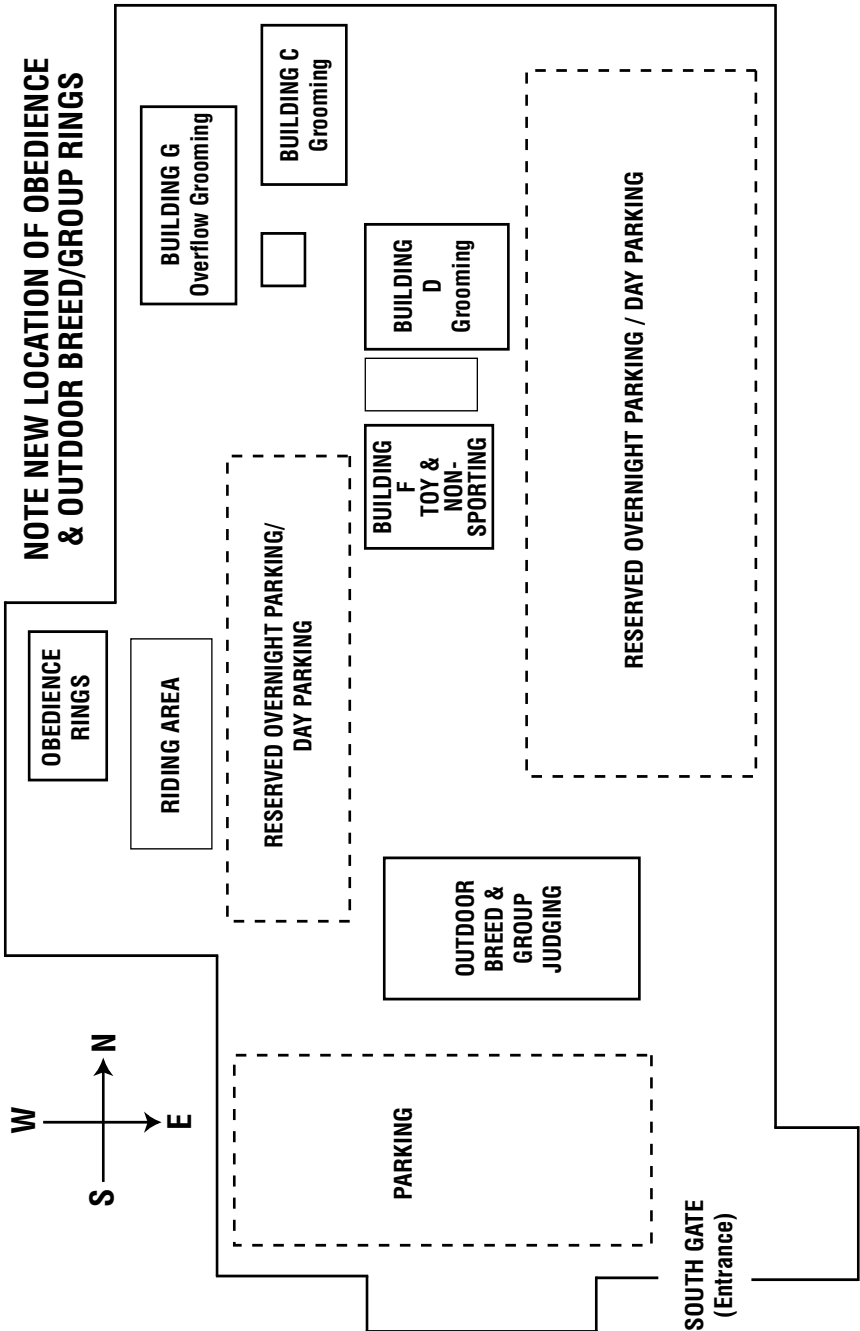 NOTE NEW LOCATION OF OBEDIENCE
& OUTDOOR BREED/GROUP RINGS
W
S
N
E
OBEDIENCE
RINGS
RIDING AREA
RESERVED OVERNIGHT PARKING/
DAY PARKING
BUILDING G
Overflow Grooming
BUILDING C
Grooming
BUILDING
D
Grooming
BUILDING
F
TOY &
NON-
SPORTING
PARKING
OUTDOOR
BREED &
GROUP
JUDGING
RESERVED OVERNIGHT PARKING / DAY PARKING
SOUTH GATE
(Entrance)